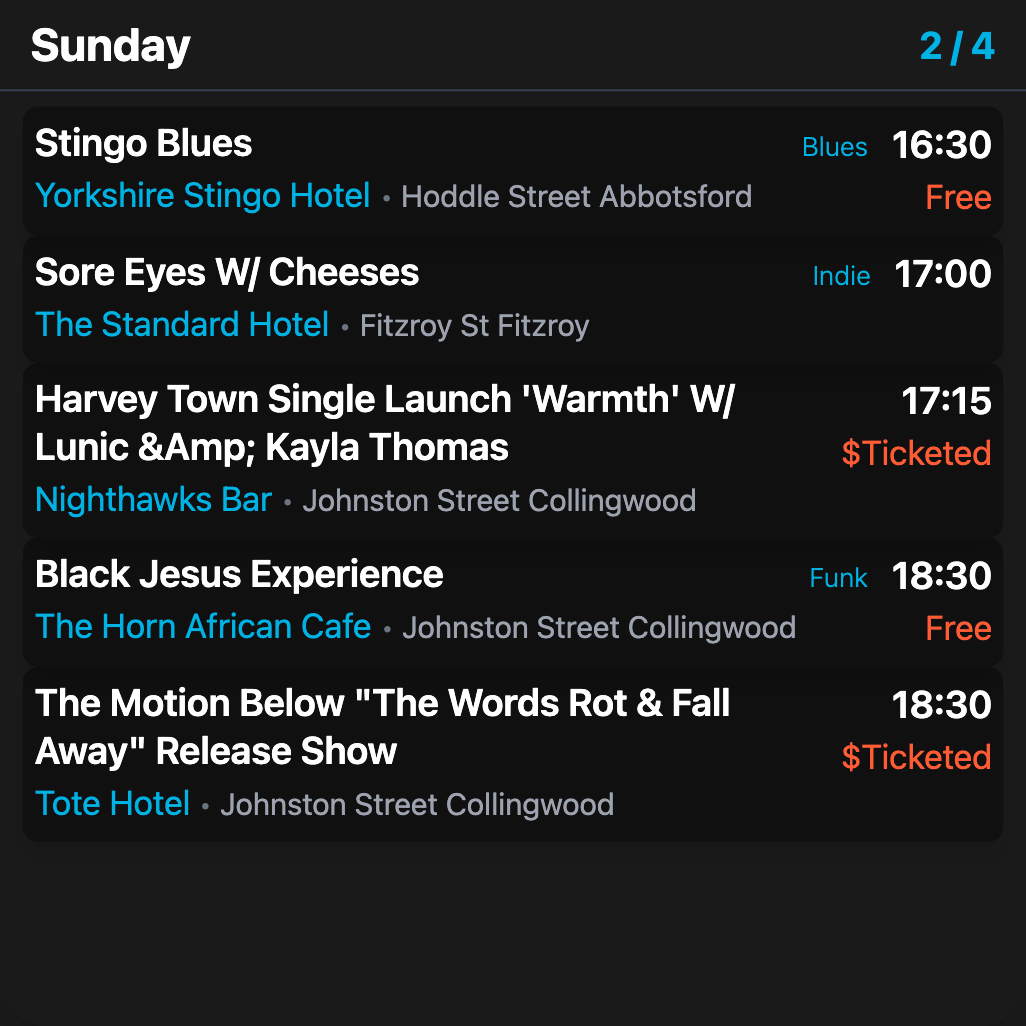 Sunday 2 / 4
Stingo Blues Blues 16:30
Yorkshire Stingo Hotel • Hoddle Street Abbotsford Free
Sore Eyes W/ Cheeses Indie 17:00
The Standard Hotel • Fitzroy St Fitzroy
Harvey Town Single Launch 'Warmth' W/ 17:15
Lunic &Amp; Kayla Thomas $Ticketed
Nighthawks Bar • Johnston Street Collingwood
Black Jesus Experience Funk 18:30
The Horn African Cafe • Johnston Street Collingwood Free
The Motion Below "The Words Rot & Fall 18:30
Away" Release Show $Ticketed
Tote Hotel • Johnston Street Collingwood